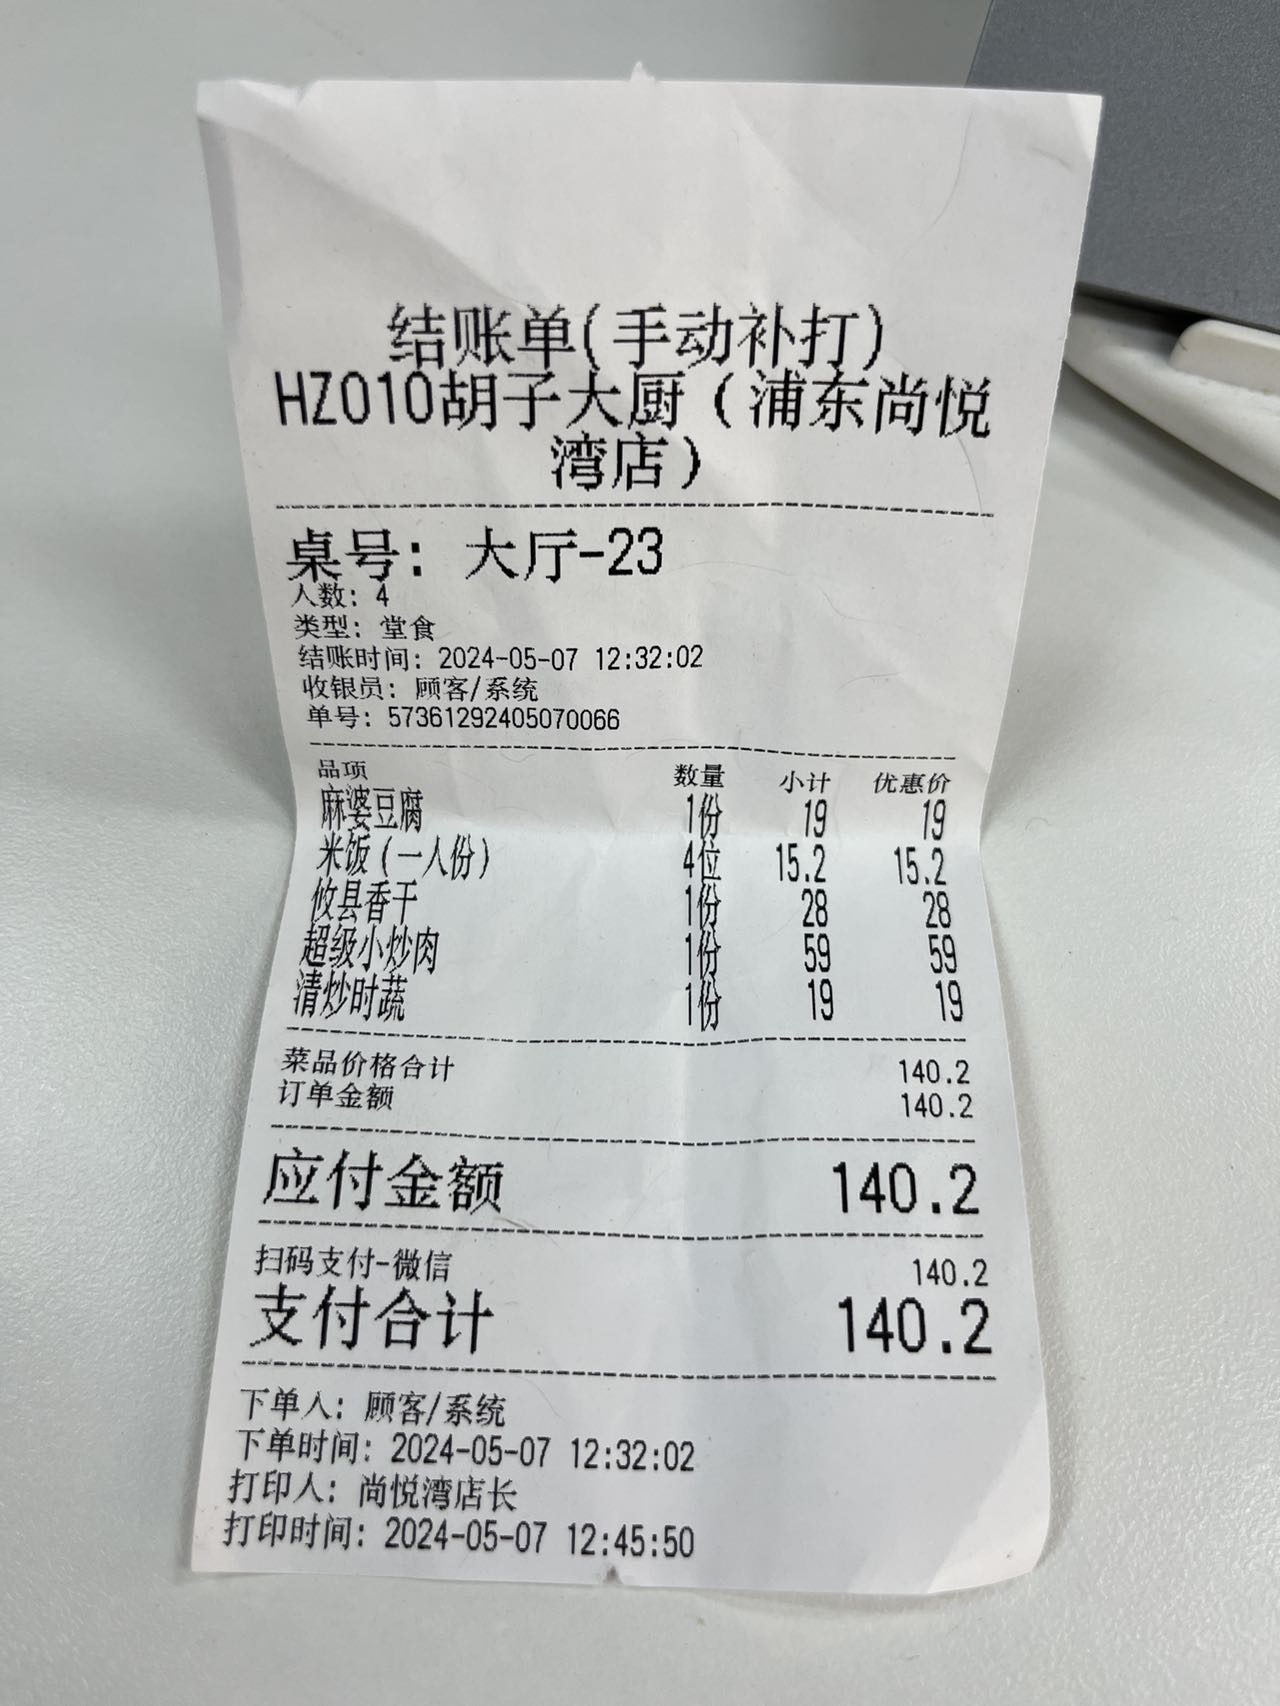 结账单(手动补打)
HZ010胡子大厨（浦东尚悦
湾店）
桌号: 大厅-23
人数: 4
类型: 堂食
结账时间: 2024-05-07 12:32:02
收银员: 顾客/系统
单号: 57361292405070066
品项 数量 小计 优惠价
麻婆豆腐 1份 19 19
米饭(一人份) 4位 15.2 15.2
攸县香干 1份 28 28
超级小炒肉 1份 59 59
清炒时蔬 1份 19 19
菜品价格合计 140.2
订单金额 140.2
应付金额 140.2
扫码支付-微信 140.2
支付合计 140.2
下单人: 顾客/系统
下单时间: 2024-05-07 12:32:02
打印人: 尚悦湾店长
打印时间: 2024-05-07 12:45:50